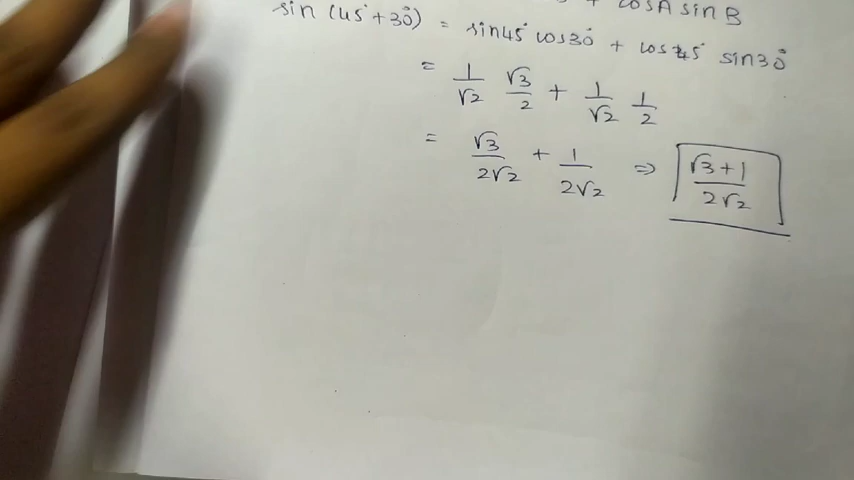 + cosA sinB
sin (45°+30°) = sin45° cos30° + cos45° sin30°
= 1/√2 √3/2 + 1/√2 1/2
= √3/2√2 + 1/2√2 ⇒ √3+1/2√2